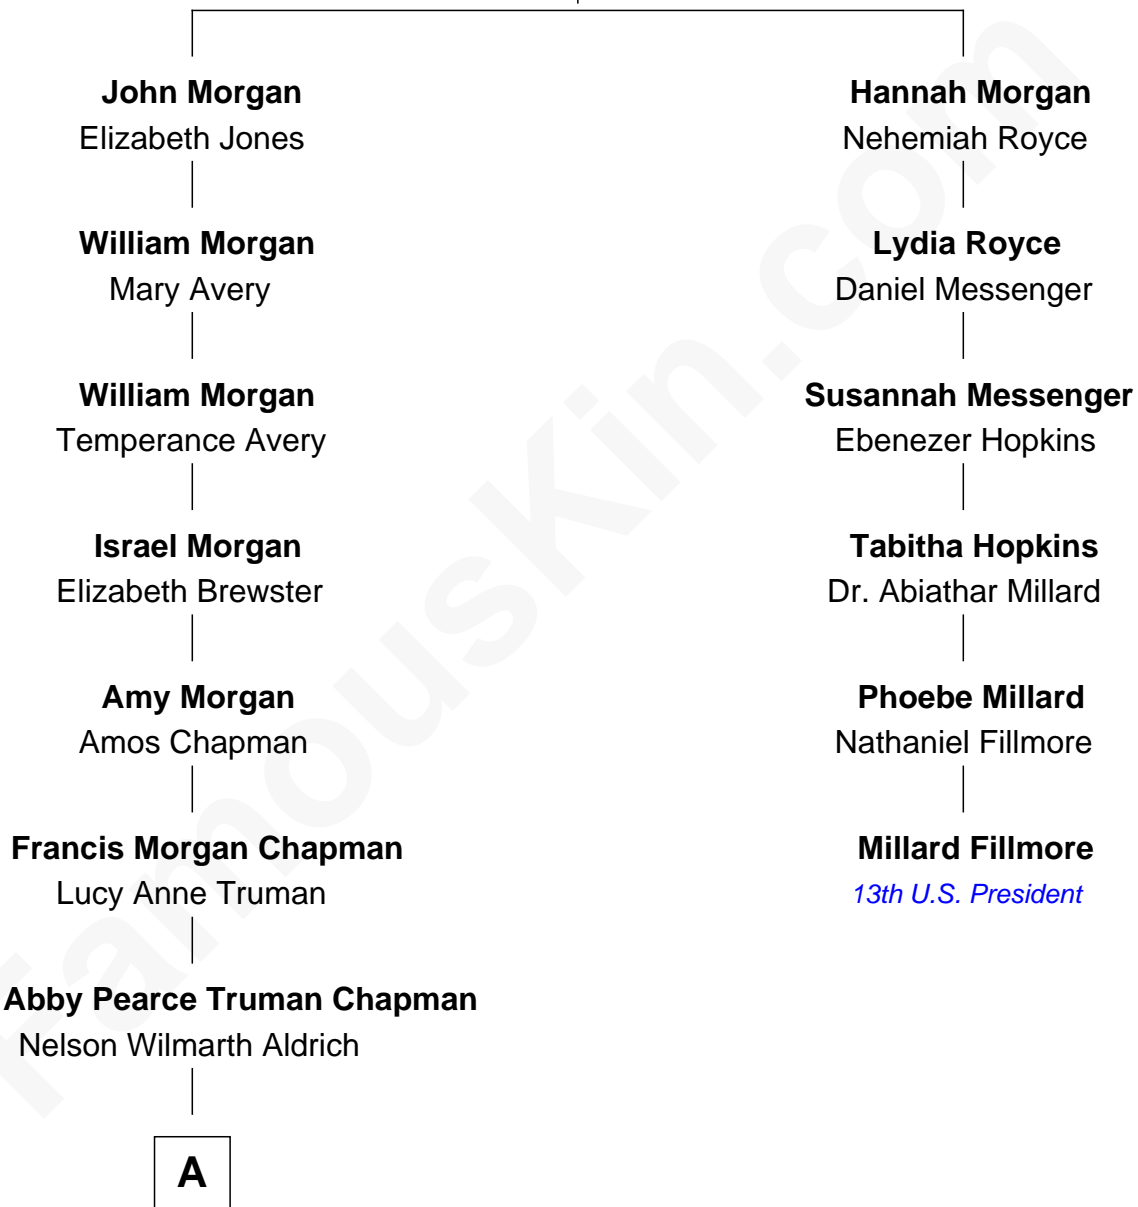 John Morgan
Elizabeth Jones
William Morgan
Mary Avery
William Morgan
Temperance Avery
Israel Morgan
Elizabeth Brewster
Amy Morgan
Amos Chapman
Francis Morgan Chapman
Lucy Anne Truman
Abby Pearce Truman Chapman
Nelson Wilmarth Aldrich
A
Hannah Morgan
Nehemiah Royce
Lydia Royce
Daniel Messenger
Susannah Messenger
Ebenezer Hopkins
Tabitha Hopkins
Dr. Abiathar Millard
Phoebe Millard
Nathaniel Fillmore
Millard Fillmore
13th U.S. President
FamousKin.com